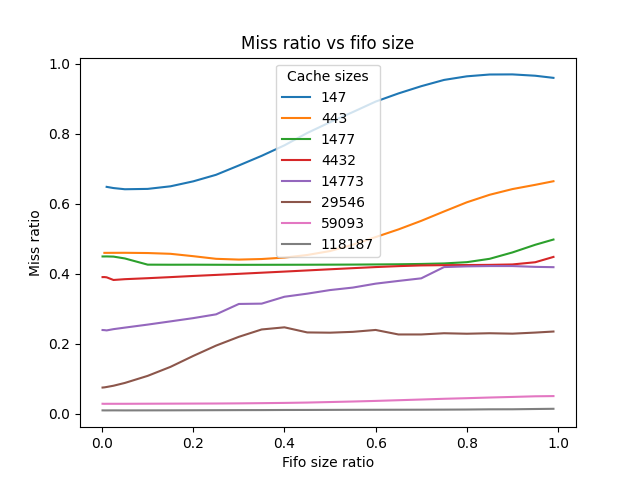 Miss ratio vs fifo size
Cache sizes
147
443
1477
4432
14773
29546
59093
118187
Miss ratio
1.0
0.8
0.6
0.4
0.2
0.0
0.0 0.2 0.4 0.6 0.8 1.0
Fifo size ratio